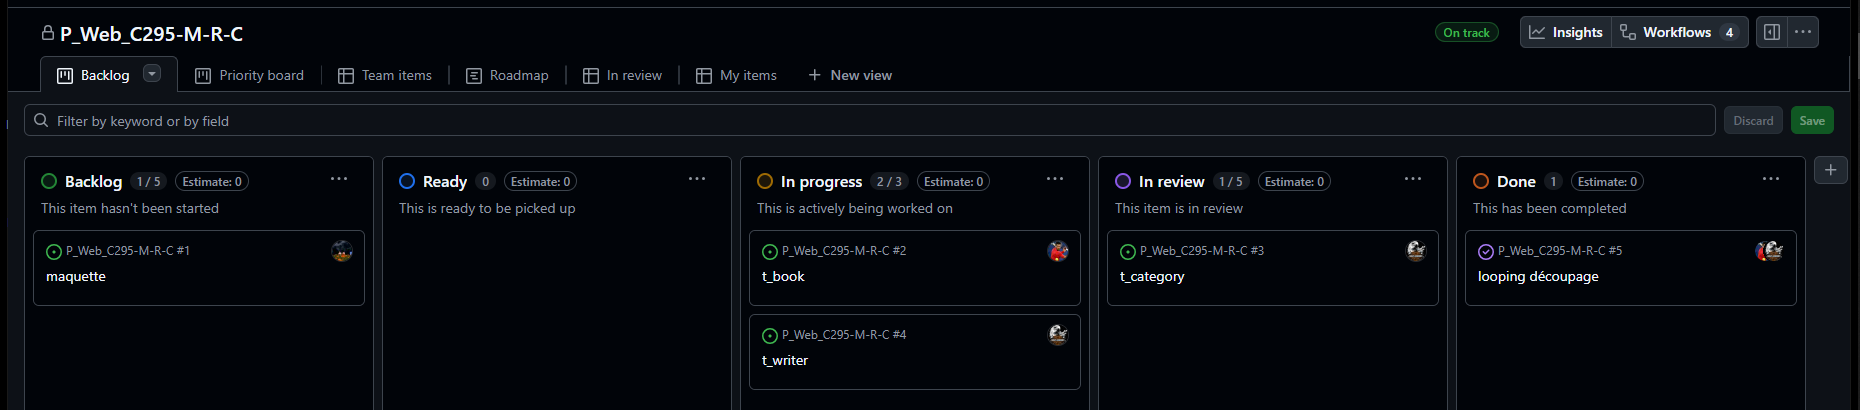 P_Web_C295-M-R-C
On track
Insights
Workflows 4
Backlog
Priority board
Team items
Roadmap
In review
My items
New view
Filter by keyword or by field
Discard
Save
Backlog 1 / 5 Estimate: 0
This item hasn't been started
P_Web_C295-M-R-C #1
maquette
Ready 0 Estimate: 0
This is ready to be picked up
In progress 2 / 3 Estimate: 0
This is actively being worked on
P_Web_C295-M-R-C #2
t_book
P_Web_C295-M-R-C #4
t_writer
In review 1 / 5 Estimate: 0
This item is in review
P_Web_C295-M-R-C #3
t_category
Done 1 Estimate: 0
This has been completed
P_Web_C295-M-R-C #5
looping découpage